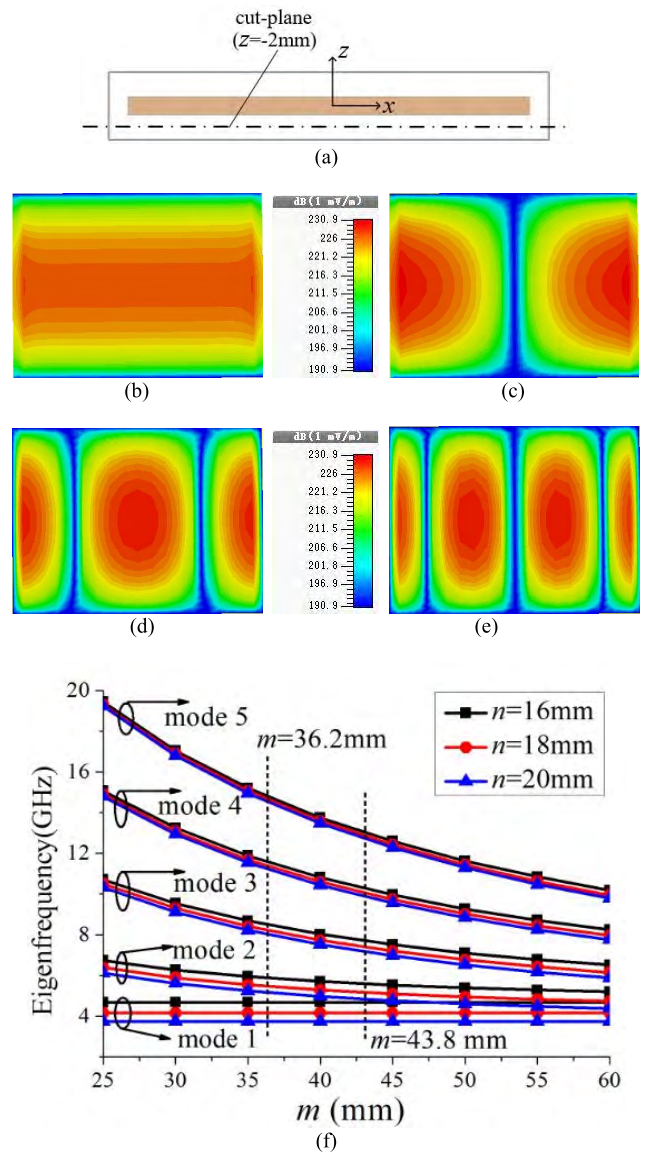 cut-plane
(z=-2mm)
z
x
(a)
dB(1 mV/m)
230.9
226
221.2
216.3
211.5
206.6
201.8
196.9
190.9
(b)
(c)
dB(1 mV/m)
230.9
226
221.2
216.3
211.5
206.6
201.8
196.9
190.9
(d)
(e)
Eigenfrequency(GHz)
20
16
12
8
4
mode 5
mode 4
mode 3
mode 2
mode 1
m=36.2mm
m=43.8 mm
n=16mm
n=18mm
n=20mm
25 30 35 40 45 50 55 60
m (mm)
(f)